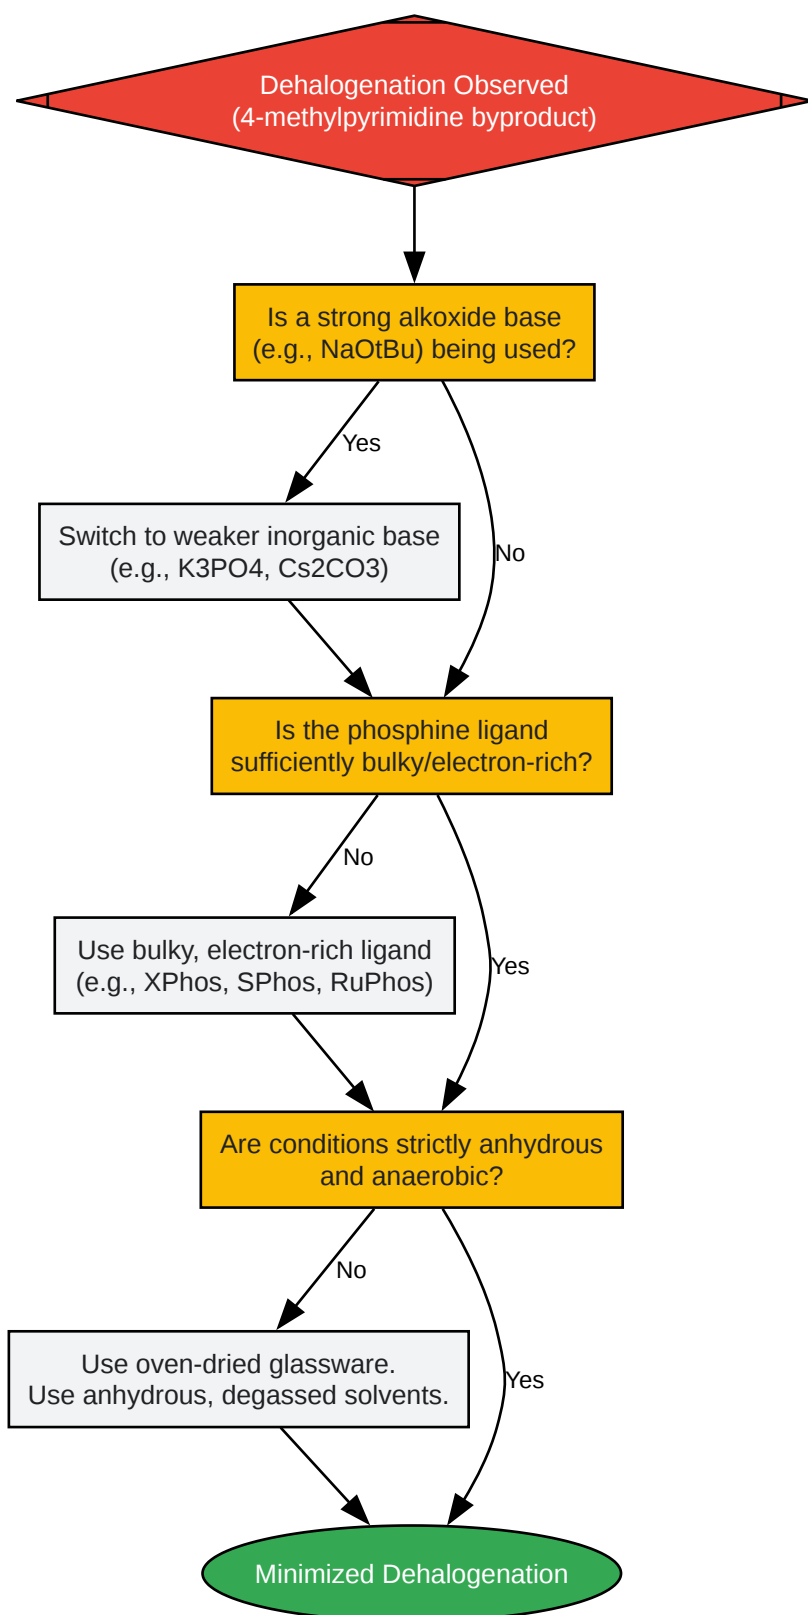 Dehalogenation Observed
(4-methylpyrimidine byproduct)
Is a strong alkoxide base
(e.g., NaOtBu) being used?
Yes
Switch to weaker inorganic base
(e.g., K3PO4, Cs2CO3)
No
Is the phosphine ligand
sufficiently bulky/electron-rich?
No
Use bulky, electron-rich ligand
(e.g., XPhos, SPhos, RuPhos)
Yes
Are conditions strictly anhydrous
and anaerobic?
No
Use oven-dried glassware.
Use anhydrous, degassed solvents.
Yes
Minimized Dehalogenation